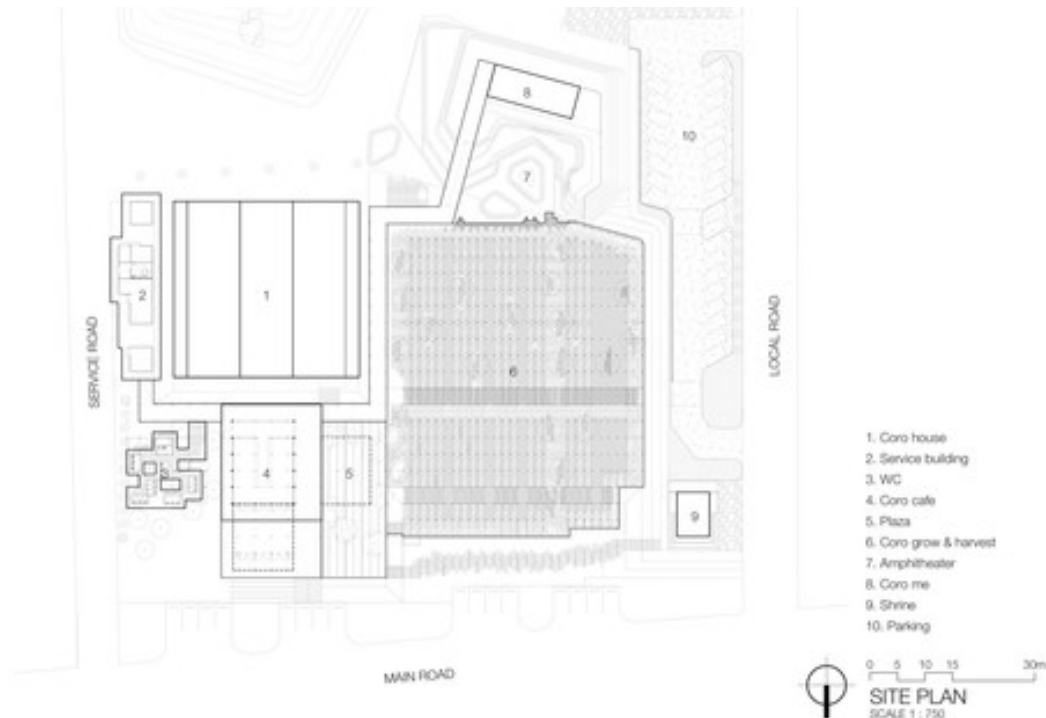 8
10
7
2
1
SERVICE ROAD
LOCAL ROAD
6
4
5
3
9
MAIN ROAD
1. Coro house
2. Service building
3. WC
4. Coro cafe
5. Plaza
6. Coro grow & harvest
7. Amphitheater
8. Coro me
9. Shrine
10. Parking
0 5 10 15 30m
SITE PLAN
SCALE 1 : 750